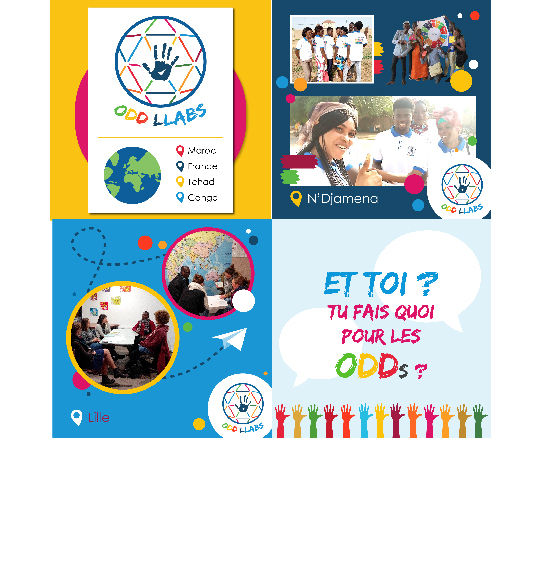 ODD LLABS
Maroc
France
Tchad
Congo
N'Djamena
ODD LLABS
Lille
ODD LLABS
ET TOI ?
TU FAIS QUOI
POUR LES
ODDs ?